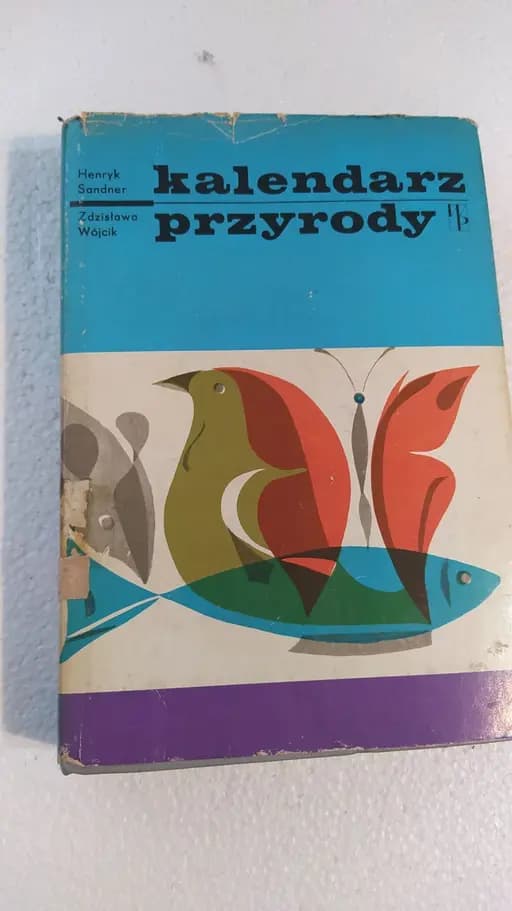 Henryk
Sandner
Zdzisława
Wójcik
kalendarz
przyrody